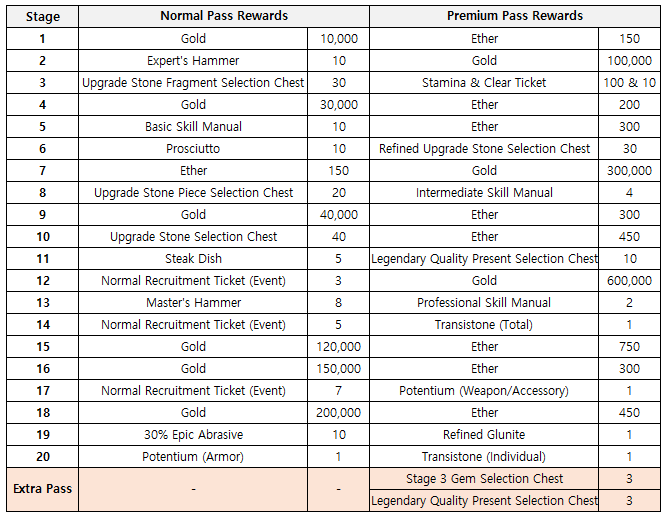 Stage Normal Pass Rewards Premium Pass Rewards
1 Gold 10,000 Ether 150
2 Expert's Hammer 10 Gold 100,000
3 Upgrade Stone Fragment Selection Chest 30 Stamina & Clear Ticket 100 & 10
4 Gold 30,000 Ether 200
5 Basic Skill Manual 10 Ether 300
6 Prosciutto 10 Refined Upgrade Stone Selection Chest 30
7 Ether 150 Gold 300,000
8 Upgrade Stone Piece Selection Chest 20 Intermediate Skill Manual 4
9 Gold 40,000 Ether 300
10 Upgrade Stone Selection Chest 40 Ether 450
11 Steak Dish 5 Legendary Quality Present Selection Chest 10
12 Normal Recruitment Ticket (Event) 3 Gold 600,000
13 Master's Hammer 8 Professional Skill Manual 2
14 Normal Recruitment Ticket (Event) 5 Transistone (Total) 1
15 Gold 120,000 Ether 750
16 Gold 150,000 Ether 300
17 Normal Recruitment Ticket (Event) 7 Potentium (Weapon/Accessory) 1
18 Gold 200,000 Ether 450
19 30% Epic Abrasive 10 Refined Glunite 1
20 Potentium (Armor) 1 Transistone (Individual) 1
Extra Pass - - Stage 3 Gem Selection Chest 3
Legendary Quality Present Selection Chest 3